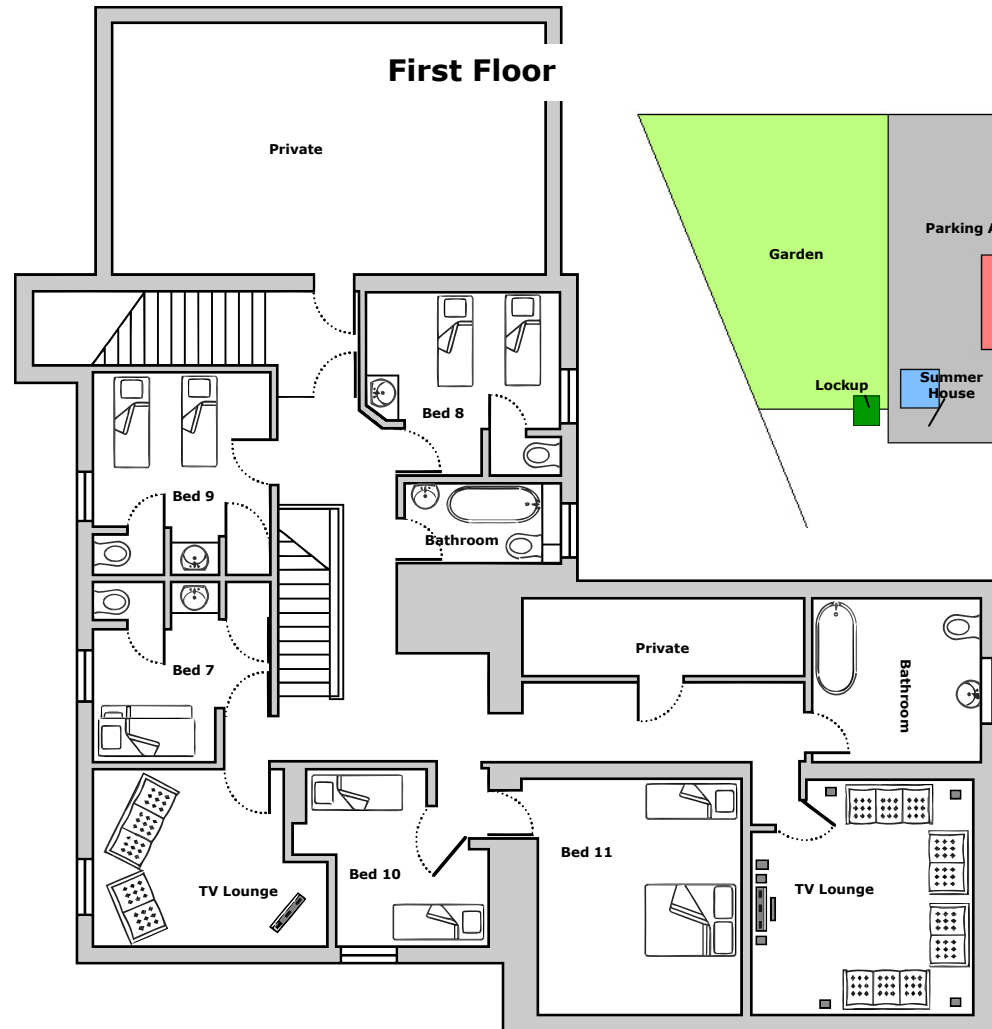 First Floor
Private
Garden
Parking A
Lockup
Summer
House
Bed 8
Bed 9
Bathroom
Private
Bed 7
Bathroom
Bed 11
Bed 10
TV Lounge
TV Lounge